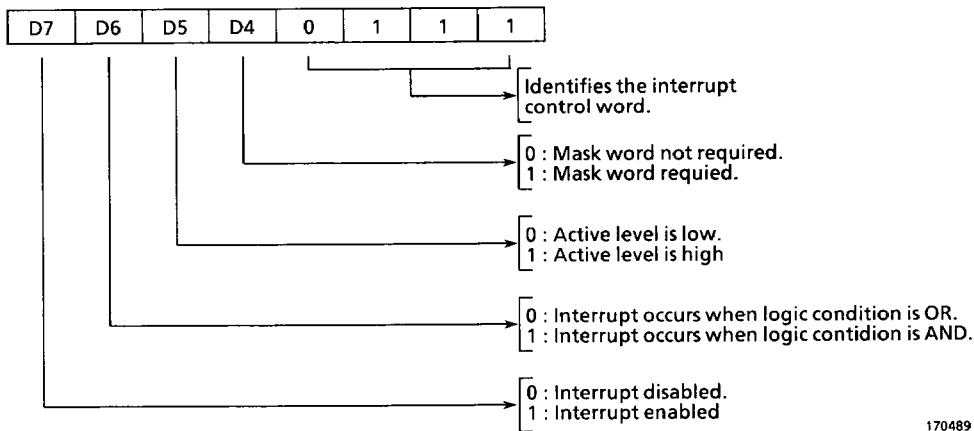 D7 D6 D5 D4 0 1 1 1
Identifies the interrupt
control word.
0 : Mask word not required.
1 : Mask word requied.
0 : Active level is low.
1 : Active level is high
0 : Interrupt occurs when logic condition is OR.
1 : Interrupt occurs when logic contidion is AND.
0 : Interrupt disabled.
1 : Interrupt enabled
170489